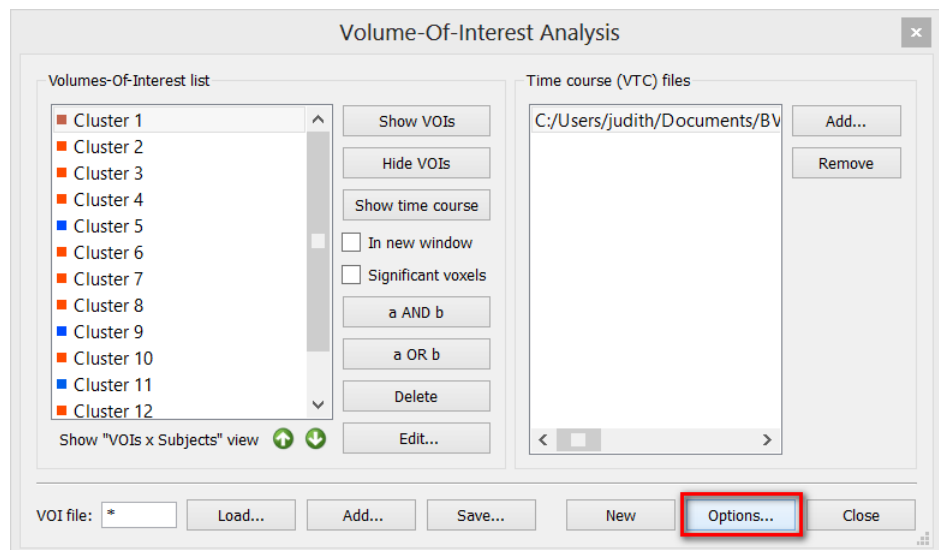 Volume-Of-Interest Analysis
Volumes-Of-Interest list
Cluster 1
Cluster 2
Cluster 3
Cluster 4
Cluster 5
Cluster 6
Cluster 7
Cluster 8
Cluster 9
Cluster 10
Cluster 11
Cluster 12
Show "VOIs x Subjects" view
Show VOIs
Hide VOIs
Show time course
In new window
Significant voxels
a AND b
a OR b
Delete
Edit...
Time course (VTC) files
C:/Users/judith/Documents/BV
Add...
Remove
VOI file: * Load... Add... Save... New Options... Close